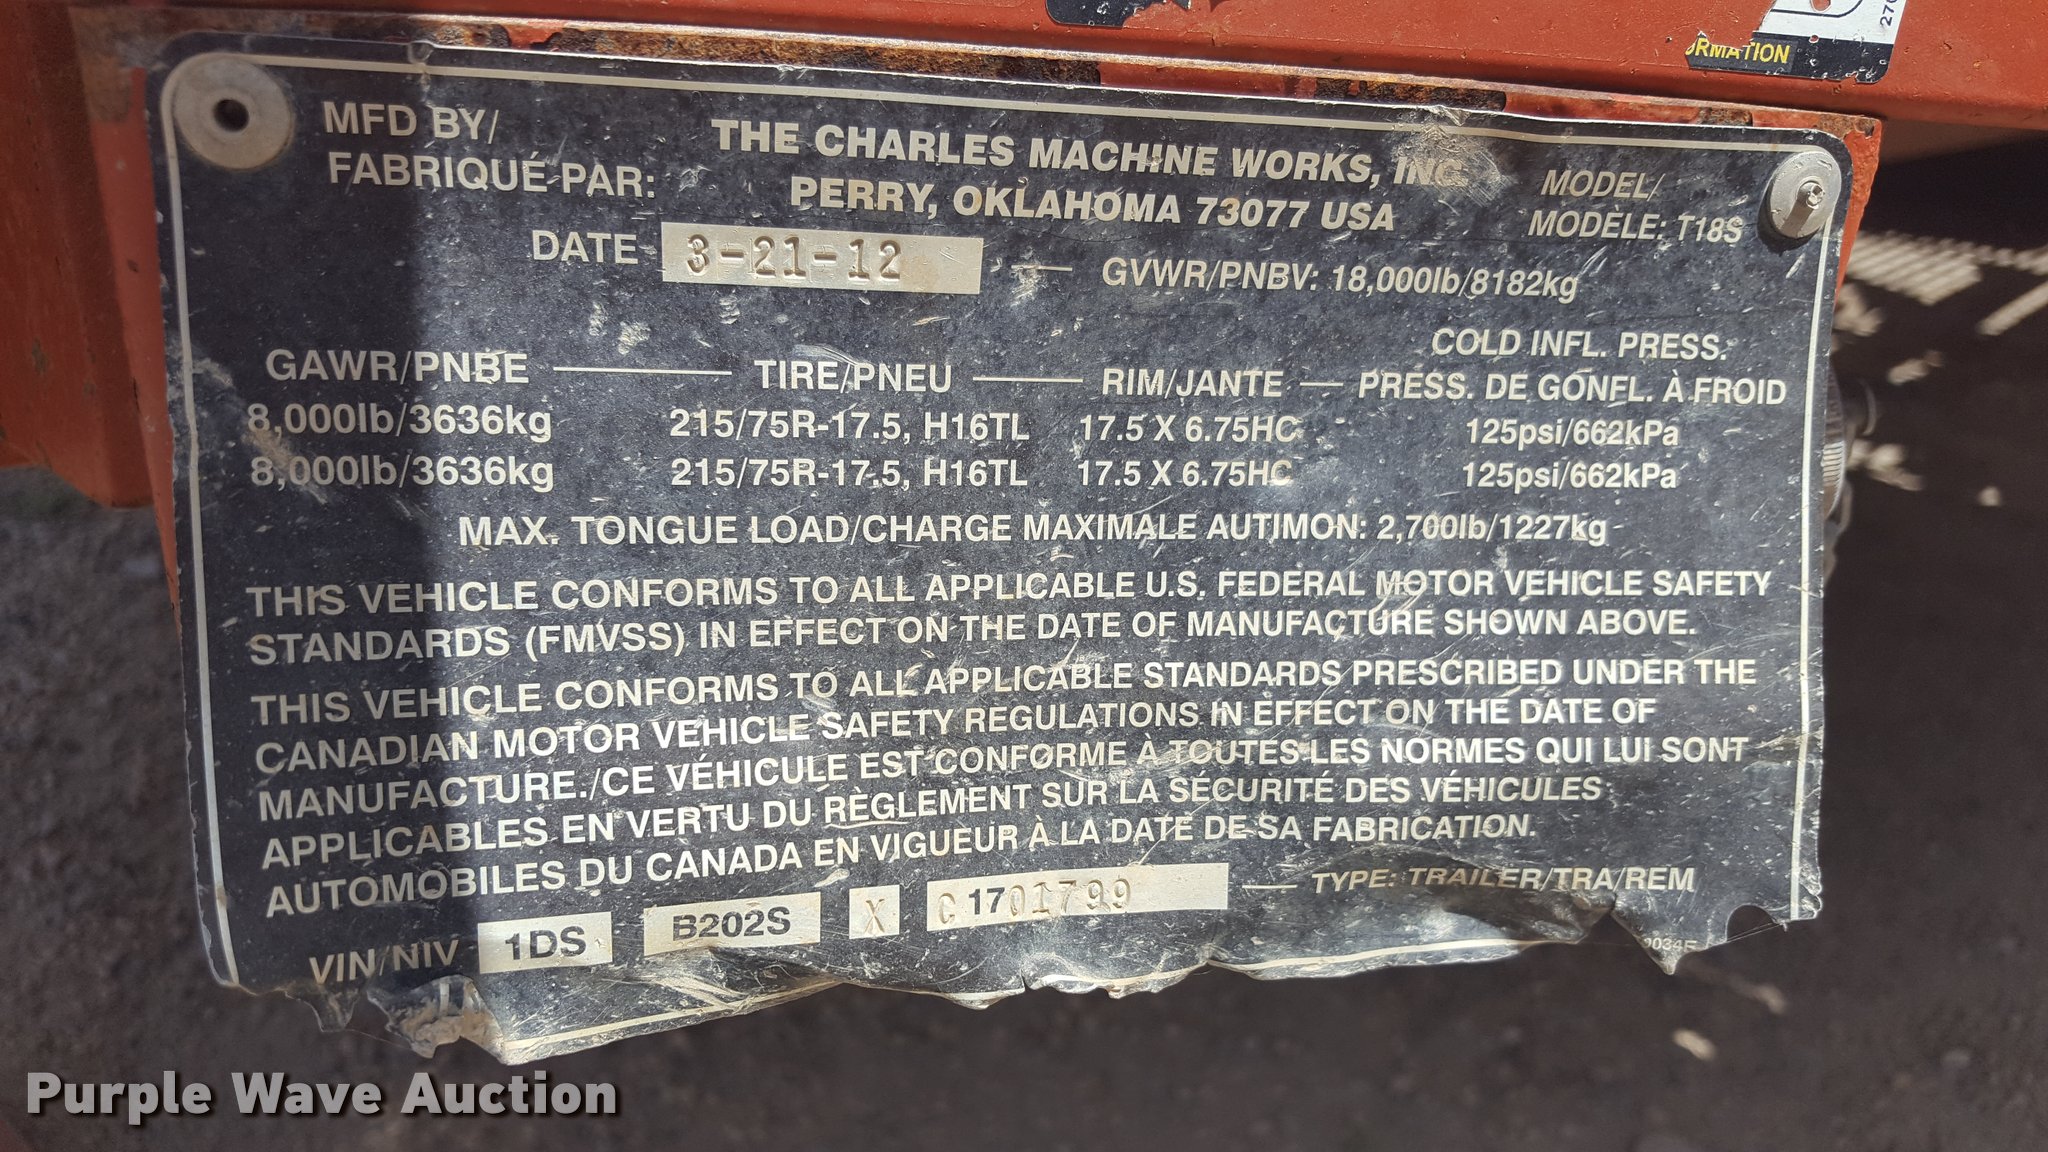 RMATION
270
MFD BY/
FABRIQUÉ PAR:
THE CHARLES MACHINE WORKS, INC.
PERRY, OKLAHOMA 73077 USA
MODEL/
MODÈLE: T18S
DATE 3-21-12
GVWR/PNBV: 18,000lb/8182kg
COLD INFL. PRESS.
GAWR/PNBE TIRE/PNEU RIM/JANTE PRESS. DE GONFL. À FROID
8,000lb/3636kg 215/75R-17.5, H16TL 17.5 X 6.75HC 125psi/662kPa
8,000lb/3636kg 215/75R-17.5, H16TL 17.5 X 6.75HC 125psi/662kPa
MAX. TONGUE LOAD/CHARGE MAXIMALE AUTIMON: 2,700lb/1227kg
THIS VEHICLE CONFORMS TO ALL APPLICABLE U.S. FEDERAL MOTOR VEHICLE SAFETY
STANDARDS (FMVSS) IN EFFECT ON THE DATE OF MANUFACTURE SHOWN ABOVE.
THIS VEHICLE CONFORMS TO ALL APPLICABLE STANDARDS PRESCRIBED UNDER THE
CANADIAN MOTOR VEHICLE SAFETY REGULATIONS IN EFFECT ON THE DATE OF
MANUFACTURE./CE VÉHICULE EST CONFORME À TOUTES LES NORMES QUI LUI SONT
APPLICABLES EN VERTU DU RÈGLEMENT SUR LA SÉCURITÉ DES VÉHICULES
AUTOMOBILES DU CANADA EN VIGUEUR À LA DATE DE SA FABRICATION.
VIN/NIV 1DS B202S X C 1701799 TYPE: TRAILER/TRA/REM
Purple Wave Auction